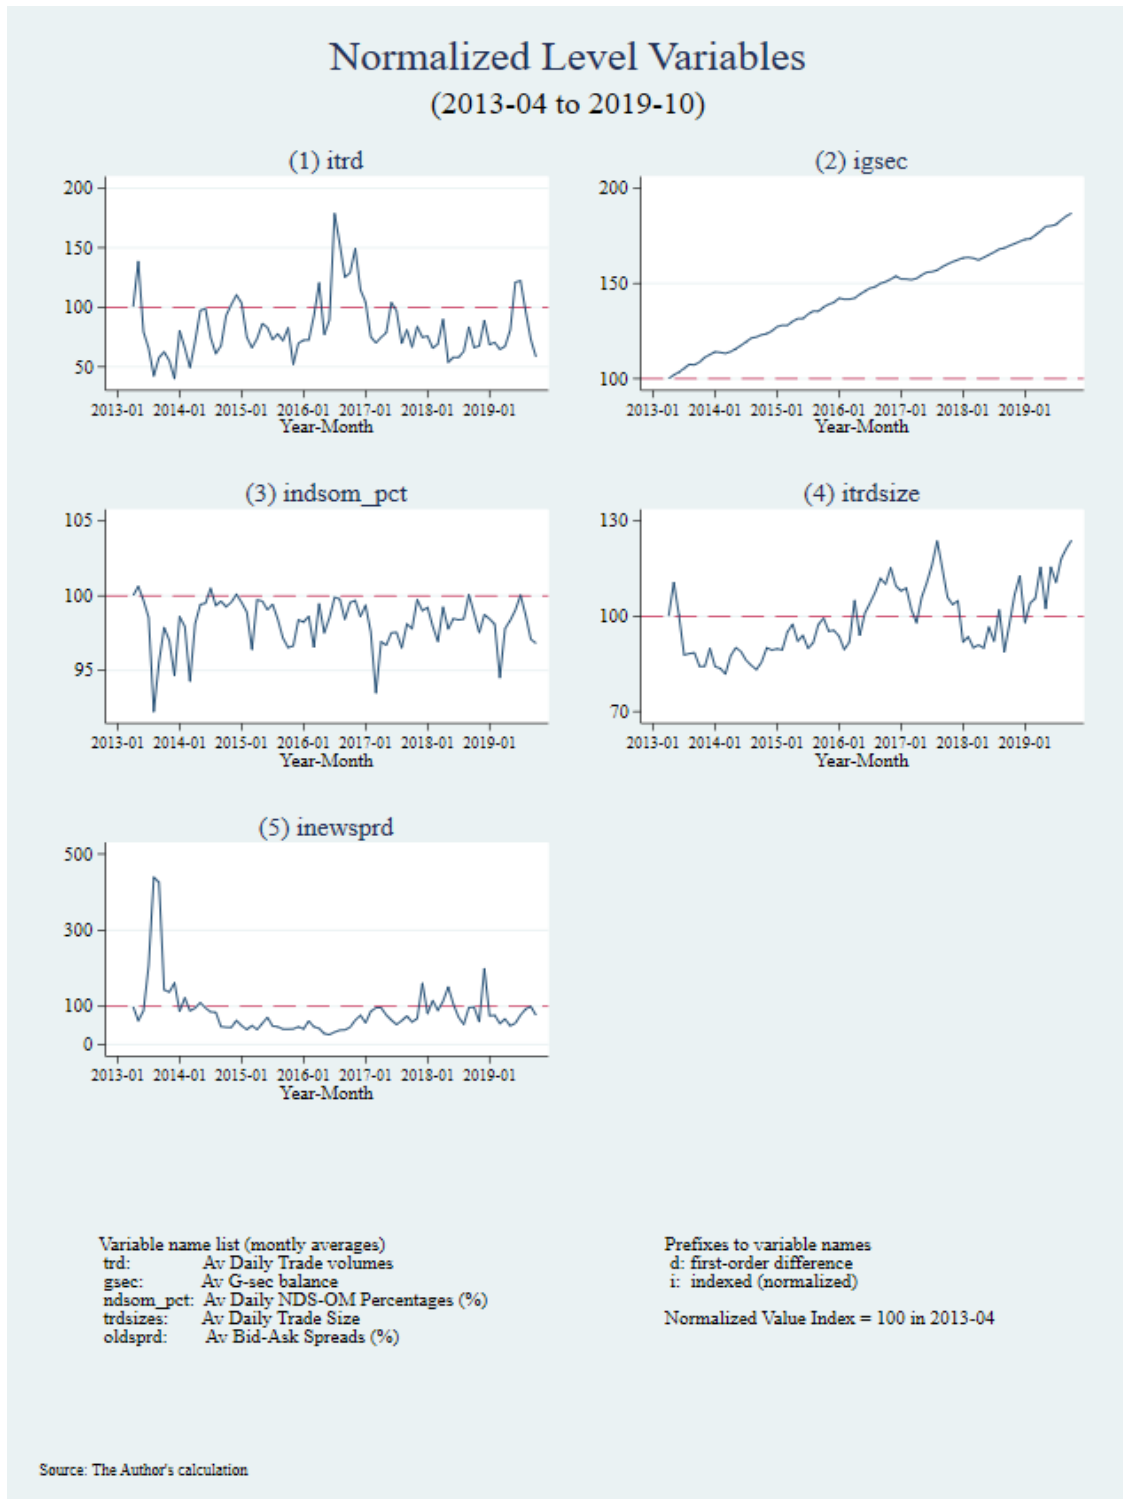 Normalized Level Variables
(2013-04 to 2019-10)
(1) itrd
200
150
100
50
2013-01 2014-01 2015-01 2016-01 2017-01 2018-01 2019-01
Year-Month
(2) igsec
200
150
100
2013-01 2014-01 2015-01 2016-01 2017-01 2018-01 2019-01
Year-Month
(3) indsom_pct
105
100
95
2013-01 2014-01 2015-01 2016-01 2017-01 2018-01 2019-01
Year-Month
(4) itrdsize
130
100
70
2013-01 2014-01 2015-01 2016-01 2017-01 2018-01 2019-01
Year-Month
(5) inewsprd
500
300
100
0
2013-01 2014-01 2015-01 2016-01 2017-01 2018-01 2019-01
Year-Month
Variable name list (montly averages)
trd: Av Daily Trade volumes
gsec: Av G-sec balance
ndsom_pct: Av Daily NDS-OM Percentages (%)
trdsizes: Av Daily Trade Size
oldsprd: Av Bid-Ask Spreads (%)
Prefixes to variable names
d: first-order difference
i: indexed (normalized)
Normalized Value Index = 100 in 2013-04
Source: The Author's calculation